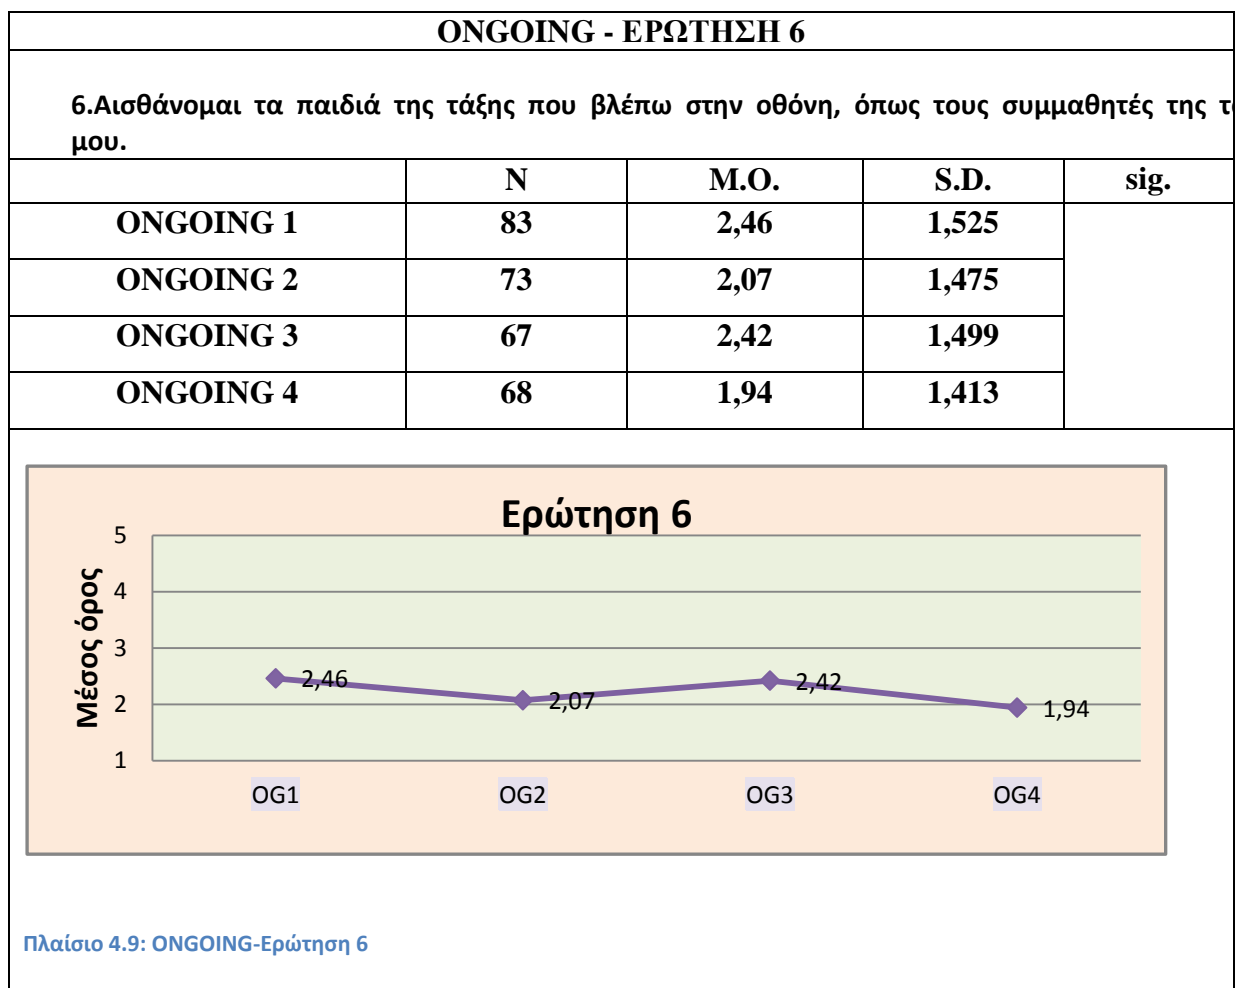 ONGOING - ΕΡΩΤΗΣΗ 6
6.Αισθάνομαι τα παιδιά της τάξης που βλέπω στην οθόνη, όπως τους συμμαθητές της
μου.
N M.O. S.D. sig.
ONGOING 1 83 2,46 1,525
ONGOING 2 73 2,07 1,475
ONGOING 3 67 2,42 1,499
ONGOING 4 68 1,94 1,413
Ερώτηση 6
Μέσος όρος
5
4
3
2
1
2,46
2,07
2,42
1,94
OG1 OG2 OG3 OG4
Πλαίσιο 4.9: ONGOING-Ερώτηση 6